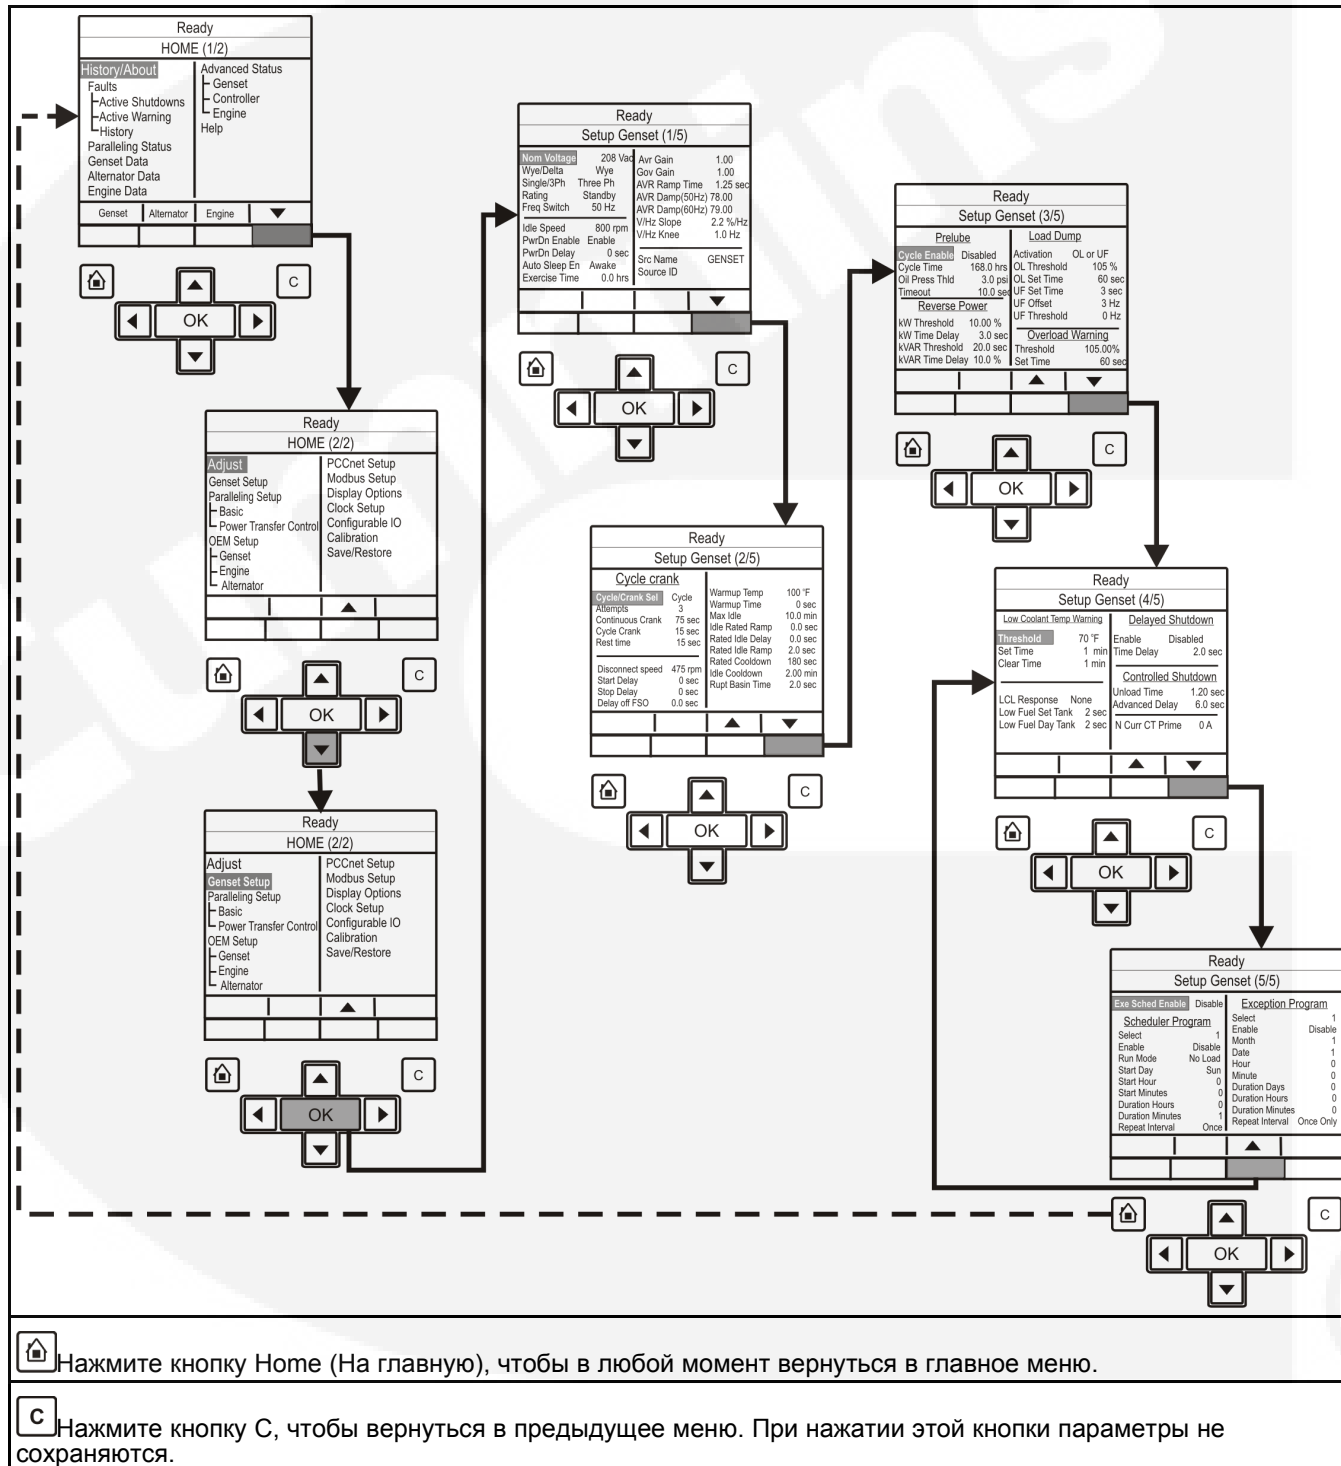 Ready
HOME (1/2)
History/About
Faults
Active Shutdowns
Active Warning
History
Paralleling Status
Genset Data
Alternator Data
Engine Data
Advanced Status
Genset
Controller
Engine
Help
Genset Alternator Engine
C
OK
Ready
HOME (2/2)
Adjust
Genset Setup
Paralleling Setup
Basic
Power Transfer Control
OEM Setup
Genset
Engine
Alternator
PCCnet Setup
Modbus Setup
Display Options
Clock Setup
Configurable IO
Calibration
Save/Restore
C
OK
Ready
HOME (2/2)
Adjust
Genset Setup
Paralleling Setup
Basic
Power Transfer Control
OEM Setup
Genset
Engine
Alternator
PCCnet Setup
Modbus Setup
Display Options
Clock Setup
Configurable IO
Calibration
Save/Restore
C
OK
Ready
Setup Genset (1/5)
Nom Voltage 208 Vac
Wye/Delta Wye
Single/3Ph Three Ph
Rating Standby
Freq Switch 50 Hz
Idle Speed 800 rpm
PwrDn Enable Enable
PwrDn Delay 0 sec
Auto Sleep En Awake
Exercise Time 0.0 hrs
Avr Gain 1.00
Gov Gain 1.00
AVR Ramp Time 1.25 sec
AVR Damp(50Hz) 78.00
AVR Damp(60Hz) 79.00
V/Hz Slope 2.2 %/Hz
V/Hz Knee 1.0 Hz
Src Name GENSET
Source ID
C
OK
Ready
Setup Genset (2/5)
Cycle crank
Cycle/Crank Sel Cycle
Attempts 3
Continuous Crank 75 sec
Cycle Crank 15 sec
Rest time 15 sec
Disconnect speed 475 rpm
Start Delay 0 sec
Stop Delay 0 sec
Delay off FSO 0.0 sec
Warmup Temp 100 °F
Warmup Time 0 sec
Max Idle 10.0 min
Idle Rated Ramp 0.0 sec
Rated Idle Delay 0.0 sec
Rated Idle Ramp 2.0 sec
Rated Cooldown 180 sec
Idle Cooldown 2.00 min
Rupt Basin Time 2.0 sec
C
OK
Ready
Setup Genset (3/5)
Prelube
Cycle Enable Disabled
Cycle Time 168.0 hrs
Oil Press Thld 3.0 psi
Timeout 10.0 sec
Reverse Power
kW Threshold 10.00 %
kW Time Delay 3.0 sec
kVAR Threshold 20.0 sec
kVAR Time Delay 10.0 %
Load Dump
Activation OL or UF
OL Threshold 105 %
OL Set Time 60 sec
UF Set Time 3 sec
UF Offset 3 Hz
UF Threshold 0 Hz
Overload Warning
Threshold 105.00%
Set Time 60 sec
C
OK
Ready
Setup Genset (4/5)
Low Coolant Temp Warning
Threshold 70 °F
Set Time 1 min
Clear Time 1 min
LCL Response None
Low Fuel Set Tank 2 sec
Low Fuel Day Tank 2 sec
Delayed Shutdown
Enable Disabled
Time Delay 2.0 sec
Controlled Shutdown
Unload Time 1.20 sec
Advanced Delay 6.0 sec
N Curr CT Prime 0 A
C
OK
Ready
Setup Genset (5/5)
Exe Sched Enable Disable
Scheduler Program
Select 1
Enable Disable
Run Mode No Load
Start Day Sun
Start Hour 0
Start Minutes 0
Duration Hours 0
Duration Minutes 1
Repeat Interval Once
Exception Program
Select 1
Enable Disable
Month 1
Date 1
Hour 0
Minute 0
Duration Days 0
Duration Hours 0
Duration Minutes 0
Repeat Interval Once Only
C
OK
Нажмите кнопку Home (На главную), чтобы в любой момент вернуться в главное меню.
C Нажмите кнопку C, чтобы вернуться в предыдущее меню. При нажатии этой кнопки параметры не
сохраняются.
Cummins